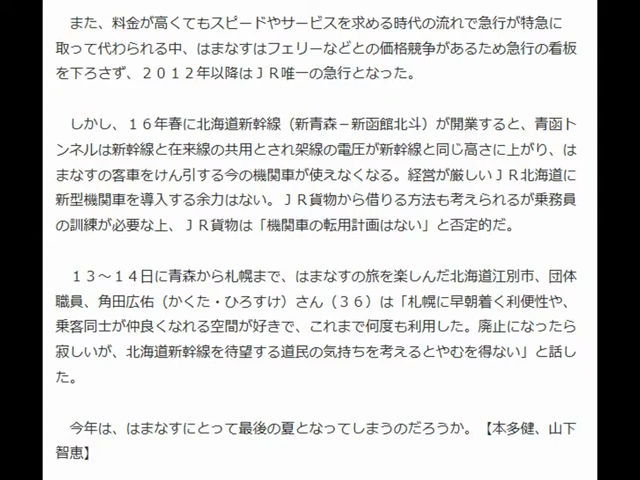 また、料金が高くてもスピードやサービスを求める時代の流れで急行が特急に
取って代わられる中、はまなすはフェリーなどとの価格競争があるため急行の看板
を下ろさず、２０１２年以降はＪＲ唯一の急行となった。
しかし、１６年春に北海道新幹線（新青森－新函館北斗）が開業すると、青函ト
ンネルは新幹線と在来線の共用とされ架線の電圧が新幹線と同じ高さに上がり、は
まなすの客車をけん引する今の機関車が使えなくなる。経営が厳しいＪＲ北海道に
新型機関車を導入する余力はない。ＪＲ貨物から借りる方法も考えられるが乗務員
の訓練が必要な上、ＪＲ貨物は「機関車の転用計画はない」と否定的だ。
１３～１４日に青森から札幌まで、はまなすの旅を楽しんだ北海道江別市、団体
職員、角田広佑（かくた・ひろすけ）さん（３６）は「札幌に早朝着く利便性や、
乗客同士が仲良くなれる空間が好きで、これまで何度も利用した。廃止になったら
寂しいが、北海道新幹線を待望する道民の気持ちを考えるとやむを得ない」と話し
た。
今年は、はまなすにとって最後の夏となってしまうのだろうか。【本多健、山下
智恵】